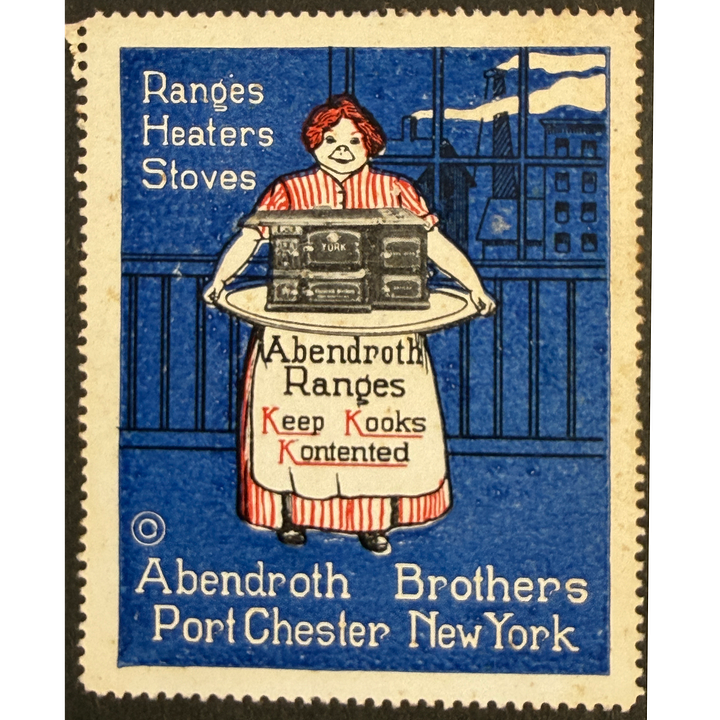 Ranges
Heaters
Stoves
YORK
Abendroth
Ranges
Keep Kooks
Kontented
©
Abendroth Brothers
Port Chester New York